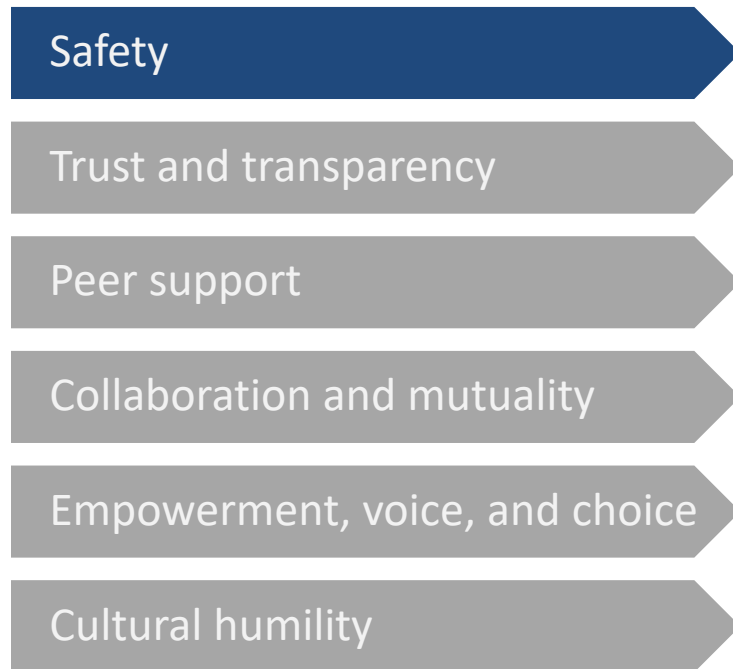 Safety
Trust and transparency
Peer support
Collaboration and mutuality
Empowerment, voice, and choice
Cultural humility